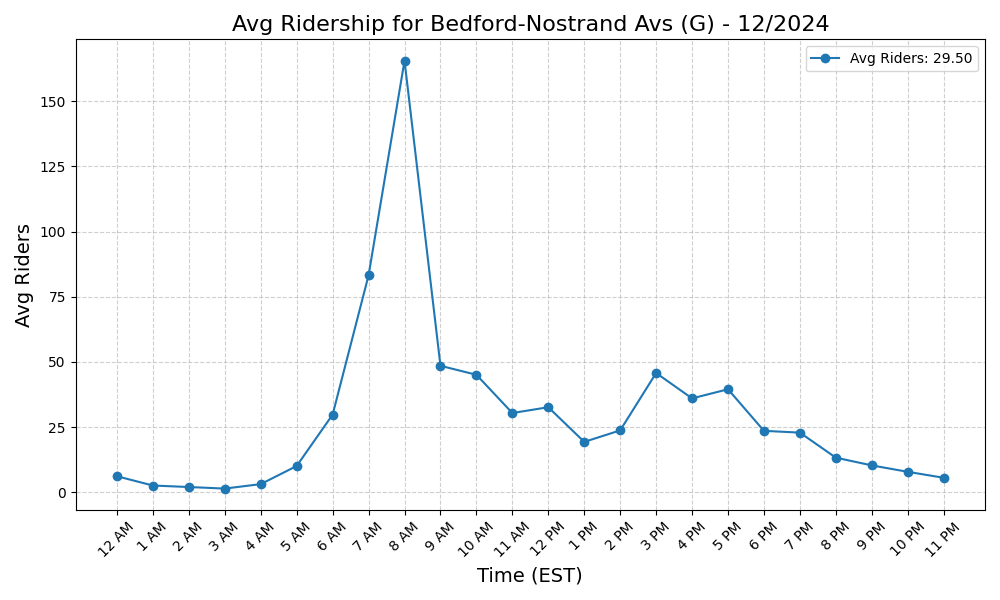 Avg Ridership for Bedford-Nostrand Avs (G) - 12/2024
Avg Riders: 29.50
Avg Riders
150
125
100
75
50
25
0
12 AM
1 AM
2 AM
3 AM
4 AM
5 AM
6 AM
7 AM
8 AM
9 AM
10 AM
11 AM
12 PM
1 PM
2 PM
3 PM
4 PM
5 PM
6 PM
7 PM
8 PM
9 PM
10 PM
11 PM
Time (EST)